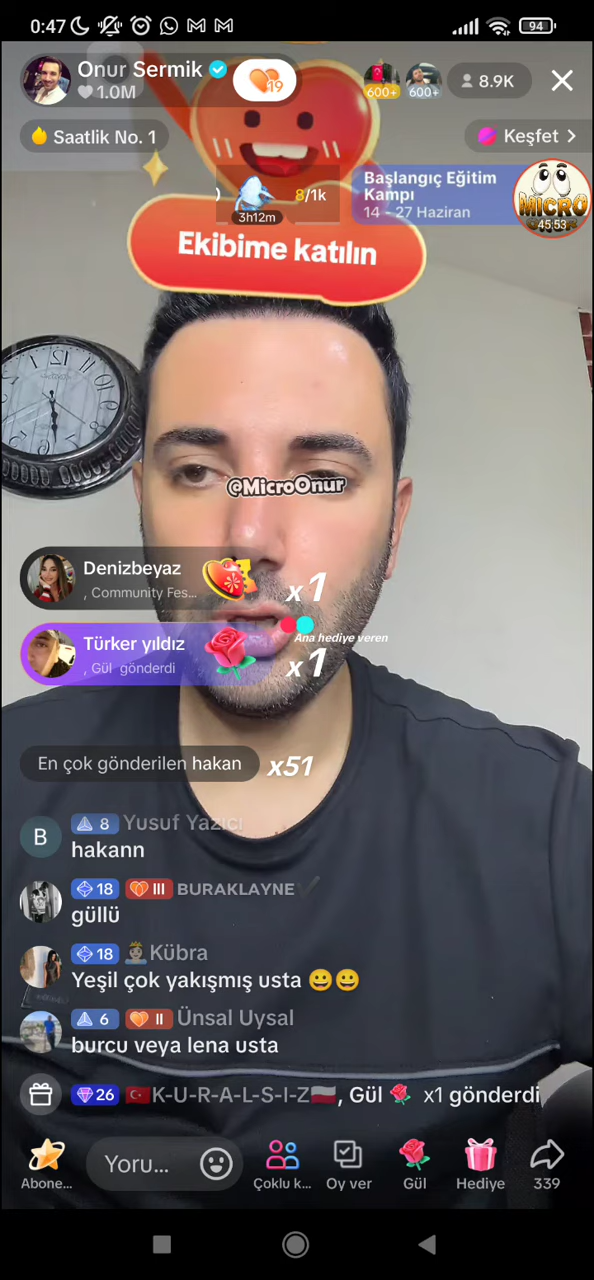 0:47
94
Onur Sermik
1.0M
19
600+
600+
8.9K
Saatlik No. 1
Keşfet
3h12m
8/1k
Başlangıç Eğitim
Kampı
14 - 27 Haziran
MICRO
45:53
Ekibime katılın
@MicroOnur
Denizbeyaz
, Community Fes...
x1
Ana hediye veren
Türker yıldız
, Gül gönderdi
x1
En çok gönderilen hakan x51
B
8 Yusuf Yazıcı
hakann
18 III BURAKLAYNE
güllü
18 Kübra
Yeşil çok yakışmış usta 😀😀
6 II Ünsal Uysal
burcu veya lena usta
26 🇹🇷K-U-R-A-L-S-I-Z🇵🇱, Gül 🌹 x1 gönderdi
Yoru...
Abone...
Çoklu k...
Oy ver
Gül
Hediye
339